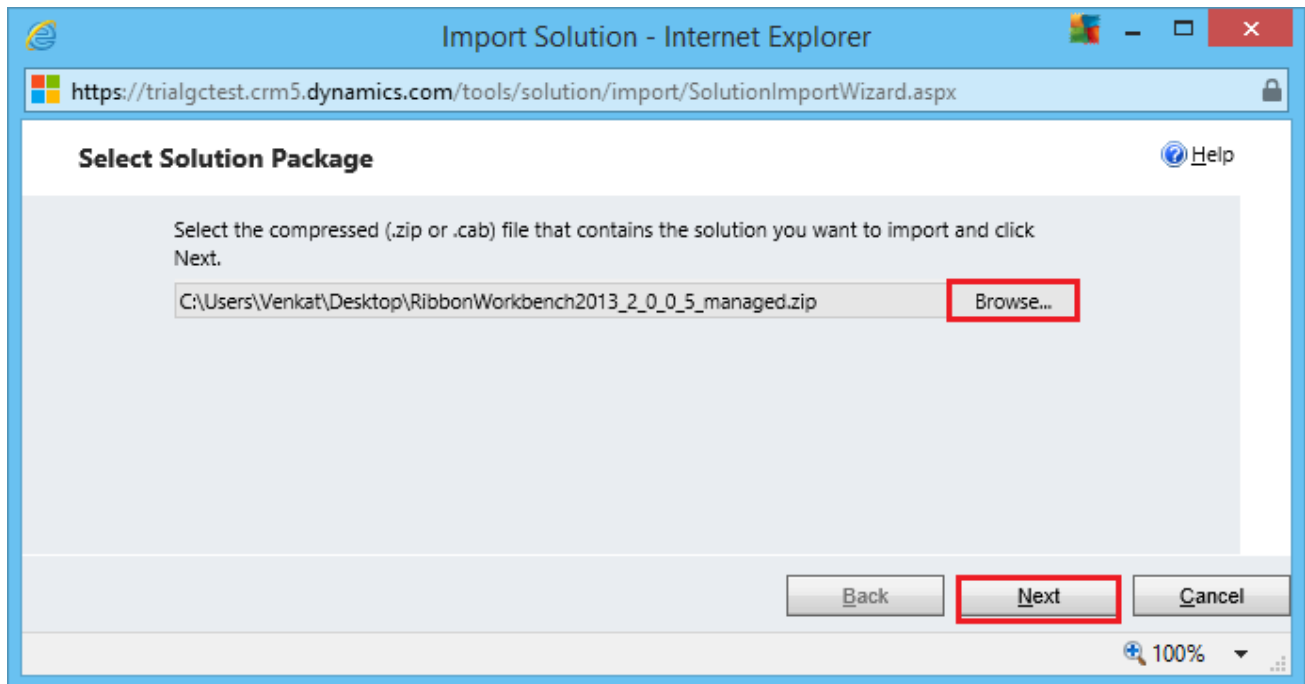 Import Solution - Internet Explorer
https://trialgctest.crm5.dynamics.com/tools/solution/import/SolutionImportWizard.aspx
Select Solution Package
Help
Select the compressed (.zip or .cab) file that contains the solution you want to import and click
Next.
C:\Users\Venkat\Desktop\RibbonWorkbench2013_2_0_0_5_managed.zip
Browse...
Back
Next
Cancel
100%